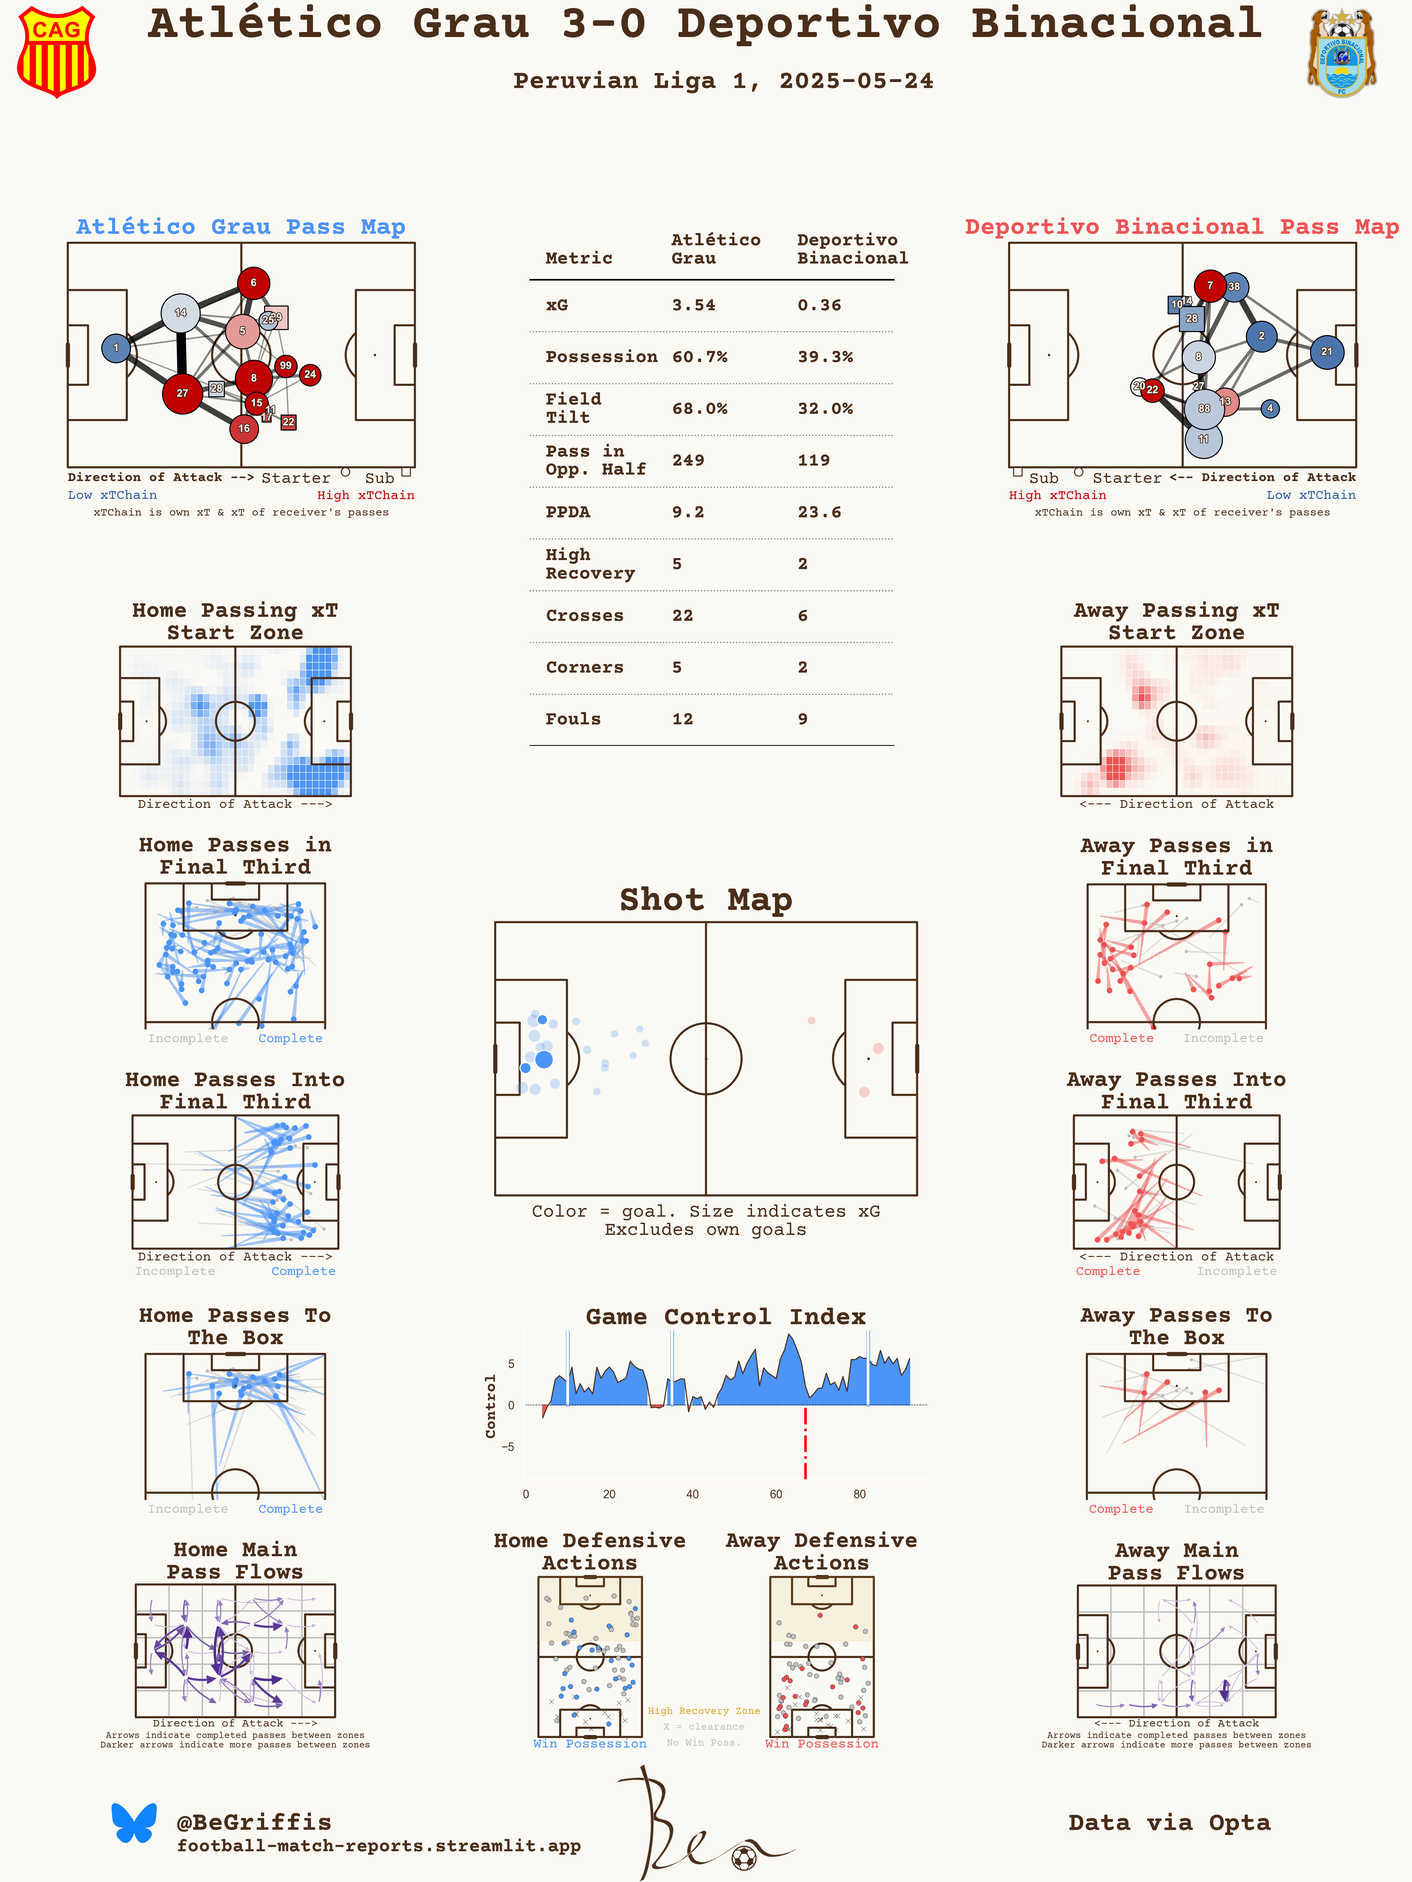 Atlético Grau 3-0 Deportivo Binacional
Peruvian Liga 1, 2025-05-24
CAG
DEPORTIVO BINACIONAL
FC
Atlético Grau Pass Map
6
14
25
5
1
99
24
8
27
28
15
11
22
16
Direction of Attack --> Starter Sub
Low xTChain High xTChain
xTChain is own xT & xT of receiver's passes
Metric Atlético Grau Deportivo Binacional
xG 3.54 0.36
Possession 60.7% 39.3%
Field Tilt 68.0% 32.0%
Pass in Opp. Half 249 119
PPDA 9.2 23.6
High Recovery 5 2
Crosses 22 6
Corners 5 2
Fouls 12 9
Deportivo Binacional Pass Map
7
38
10
28
2
8
21
20
22
27
13
88
4
11
Sub Starter <-- Direction of Attack
High xTChain Low xTChain
xTChain is own xT & xT of receiver's passes
Home Passing xT
Start Zone
Direction of Attack --->
Away Passing xT
Start Zone
<--- Direction of Attack
Home Passes in
Final Third
Incomplete Complete
Away Passes in
Final Third
Complete Incomplete
Shot Map
Color = goal. Size indicates xG
Excludes own goals
Home Passes Into
Final Third
Direction of Attack --->
Incomplete Complete
Away Passes Into
Final Third
<--- Direction of Attack
Complete Incomplete
Home Passes To
The Box
Incomplete Complete
Game Control Index
Control
5
0
−5
0 20 40 60 80
Away Passes To
The Box
Complete Incomplete
Home Main
Pass Flows
Direction of Attack --->
Arrows indicate completed passes between zones
Darker arrows indicate more passes between zones
Home Defensive
Actions
Win Possession
High Recovery Zone
X = clearance
No Win Poss.
Away Defensive
Actions
Win Possession
Away Main
Pass Flows
<--- Direction of Attack
Arrows indicate completed passes between zones
Darker arrows indicate more passes between zones
@BeGriffis
football-match-reports.streamlit.app
Ben
Data via Opta